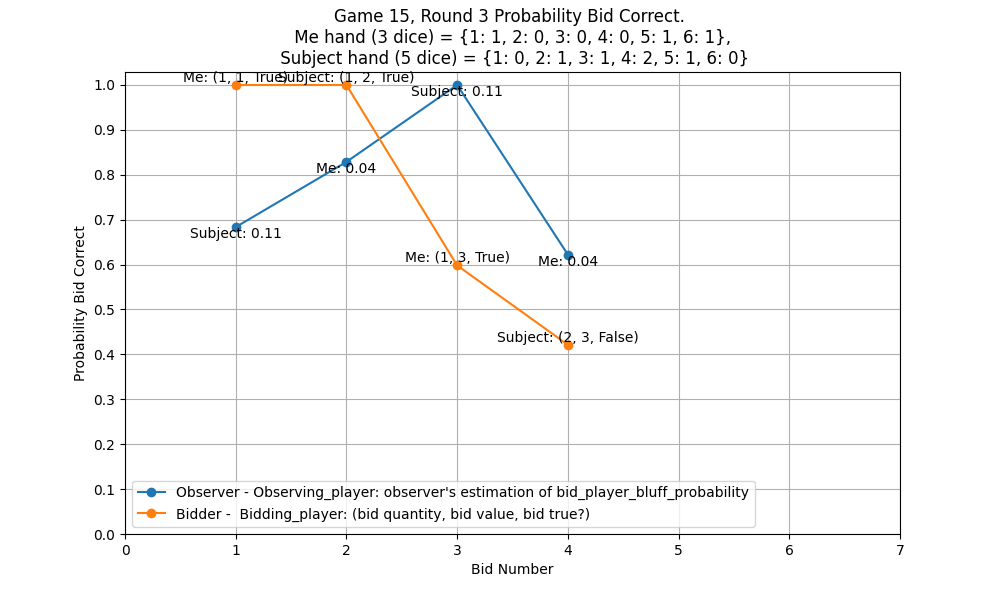 Game 15, Round 3 Probability Bid Correct.
Me hand (3 dice) = {1: 1, 2: 0, 3: 0, 4: 0, 5: 1, 6: 1},
Subject hand (5 dice) = {1: 0, 2: 1, 3: 1, 4: 2, 5: 1, 6: 0}
Me: (1, 1, True)
Subject: (1, 2, True)
Subject: 0.11
Me: 0.04
Subject: 0.11
Me: (1, 3, True)
Me: 0.04
Subject: (2, 3, False)
Probability Bid Correct
1.0
0.9
0.8
0.7
0.6
0.5
0.4
0.3
0.2
0.1
0.0
Observer - Observing_player: observer's estimation of bid_player_bluff_probability
Bidder -  Bidding_player: (bid quantity, bid value, bid true?)
0 1 2 3 4 5 6 7
Bid Number